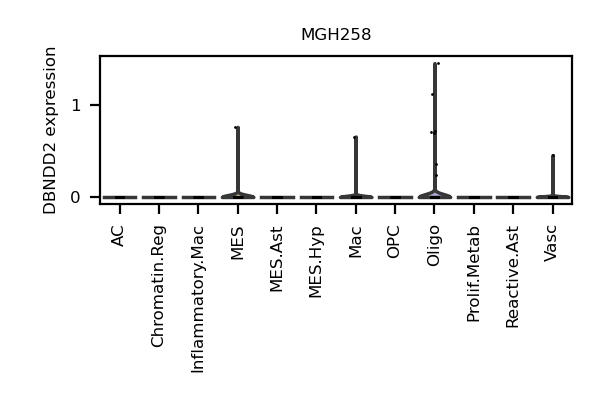 MGH258
DBNDD2 expression
1
0
AC
Chromatin.Reg
Inflammatory.Mac
MES
MES.Ast
MES.Hyp
Mac
OPC
Oligo
Prolif.Metab
Reactive.Ast
Vasc